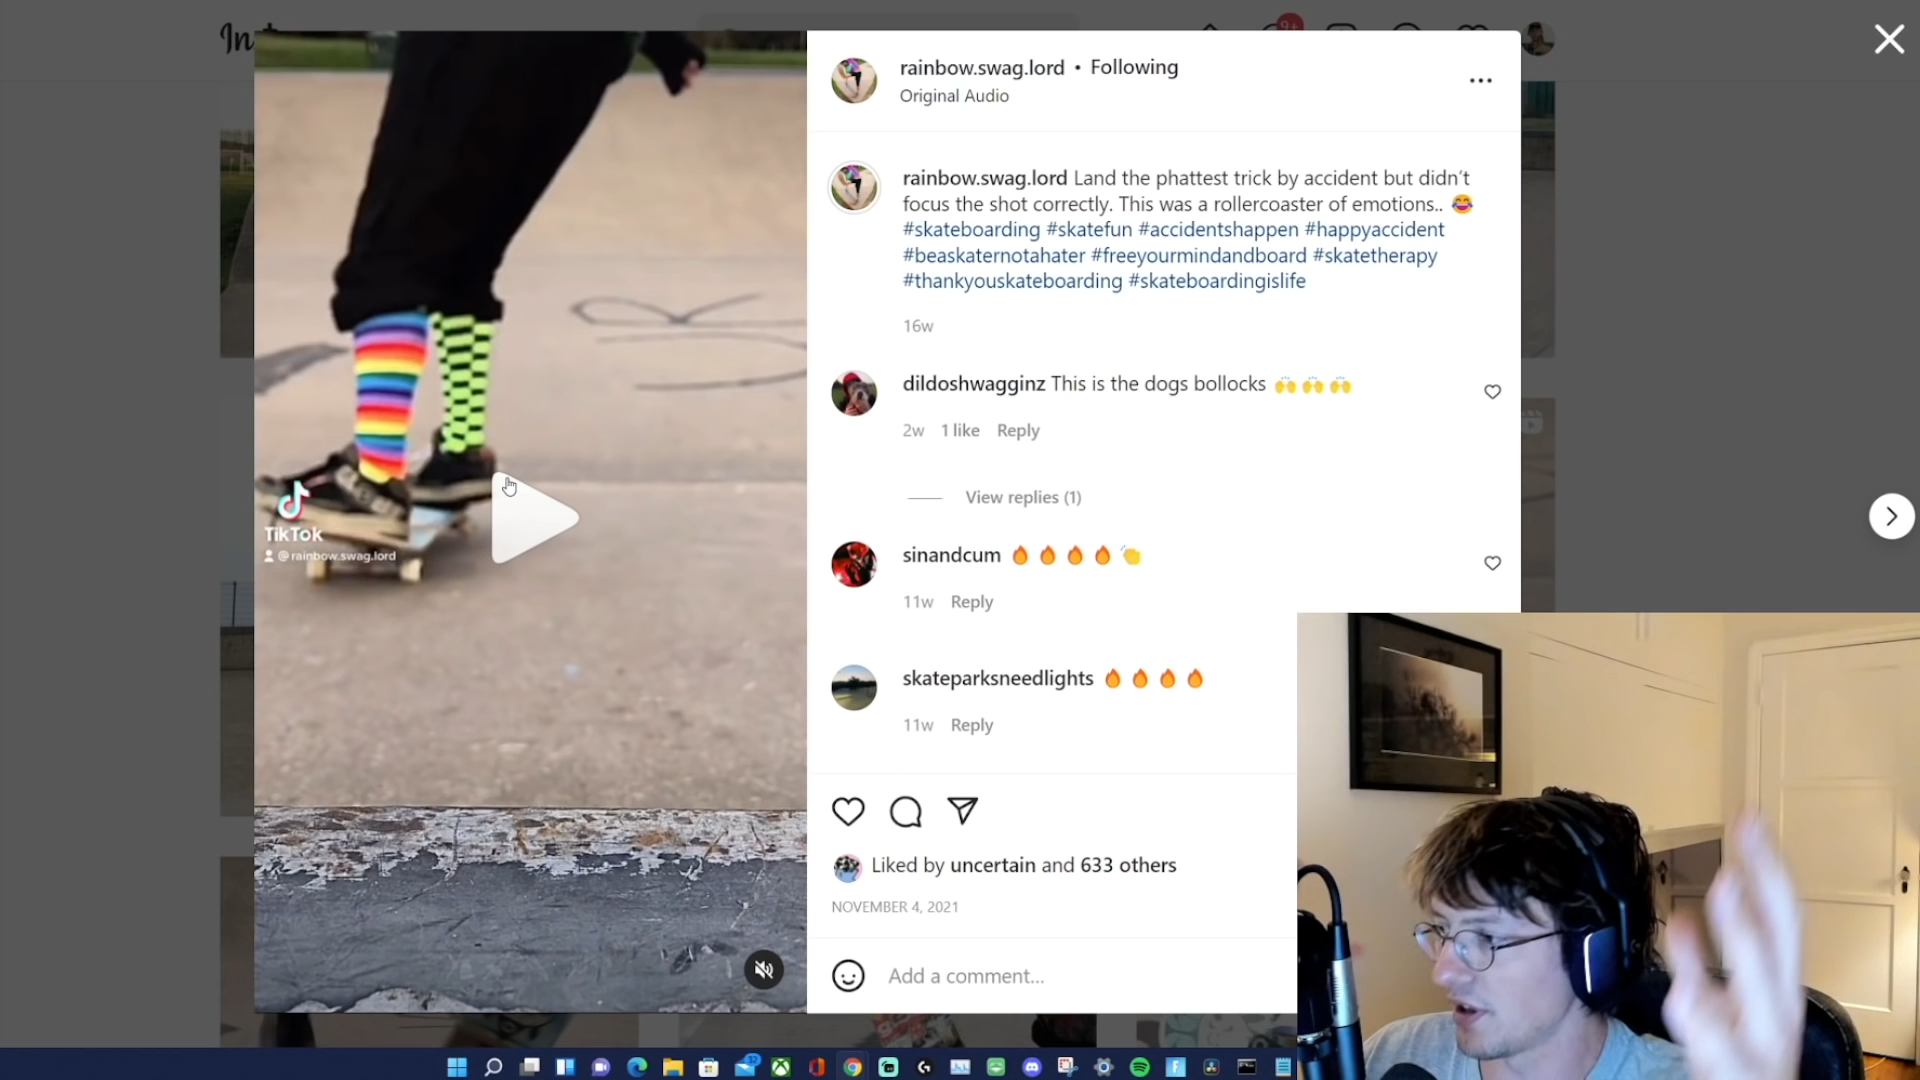 In
9+
rainbow.swag.lord • Following
Original Audio
rainbow.swag.lord Land the phattest trick by accident but didn’t
focus the shot correctly. This was a rollercoaster of emotions.. 😂
#skateboarding #skatefun #accidentshappen #happyaccident
#beaskaternotahater #freeyourmindandboard #skatetherapy
#thankyouskateboarding #skateboardingislife
16w
dildoshwagginz This is the dogs bollocks 🙌 🙌 🙌
2w 1 like Reply
View replies (1)
sinandcum 🔥 🔥 🔥 🔥 👏
11w Reply
skateparksneedlights 🔥 🔥 🔥 🔥
11w Reply
Liked by uncertain and 633 others
NOVEMBER 4, 2021
Add a comment...
TikTok
@rainbow.swag.lord